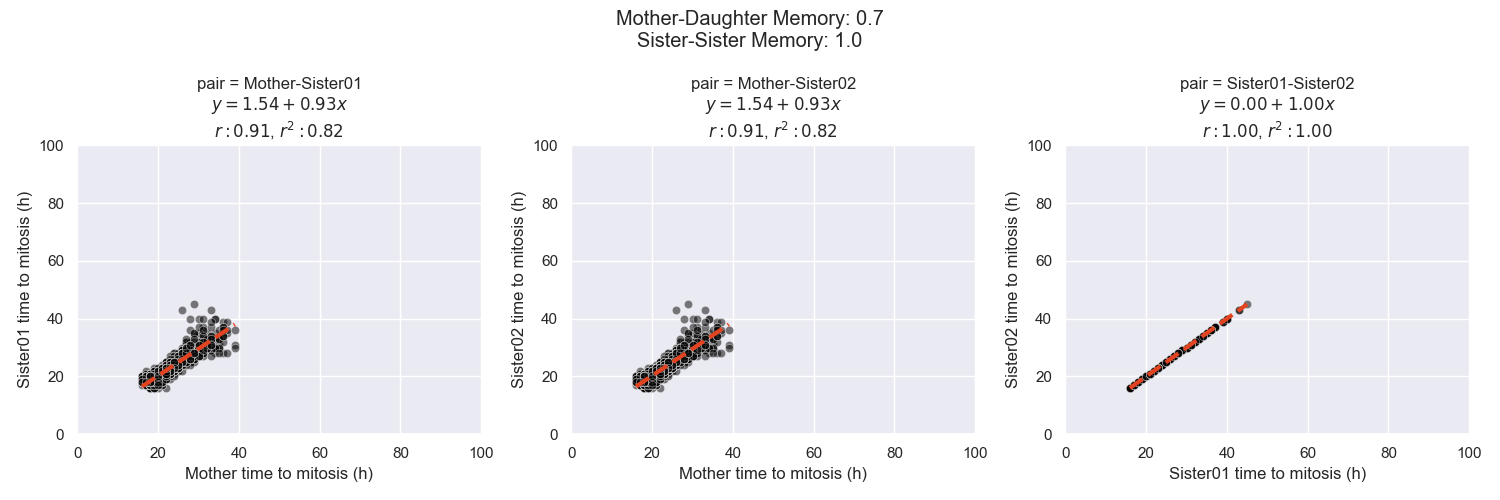 Mother-Daughter Memory: 0.7
Sister-Sister Memory: 1.0
pair = Mother-Sister01
y = 1.54 + 0.93x
r : 0.91, r² : 0.82
100
80
60
40
20
0
0 20 40 60 80 100
Sister01 time to mitosis (h)
Mother time to mitosis (h)
pair = Mother-Sister02
y = 1.54 + 0.93x
r : 0.91, r² : 0.82
100
80
60
40
20
0
0 20 40 60 80 100
Sister02 time to mitosis (h)
Mother time to mitosis (h)
pair = Sister01-Sister02
y = 0.00 + 1.00x
r : 1.00, r² : 1.00
100
80
60
40
20
0
0 20 40 60 80 100
Sister02 time to mitosis (h)
Sister01 time to mitosis (h)